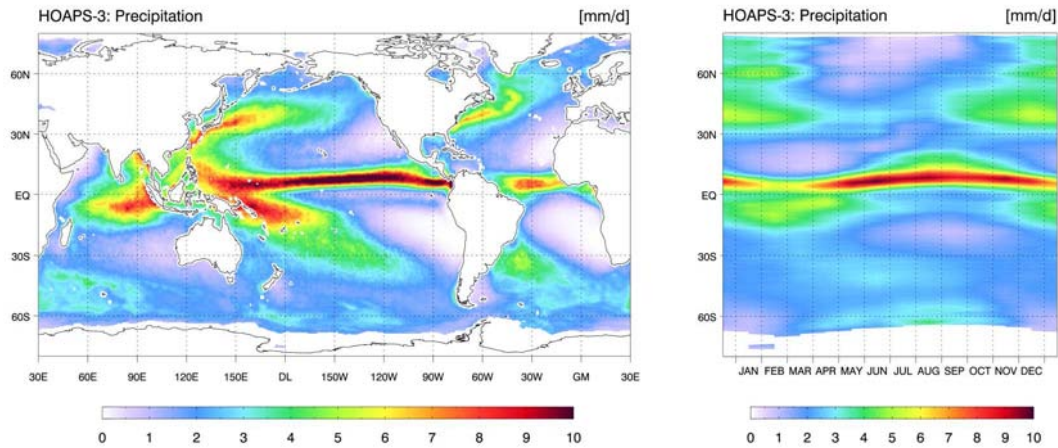 HOAPS-3: Precipitation [mm/d]
60N
30N
EQ
30S
60S
30E 60E 90E 120E 150E DL 150W 120W 90W 60W 30W GM 30E
0 1 2 3 4 5 6 7 8 9 10
HOAPS-3: Precipitation [mm/d]
60N
30N
EQ
30S
60S
JAN FEB MAR APR MAY JUN JUL AUG SEP OCT NOV DEC
0 1 2 3 4 5 6 7 8 9 10